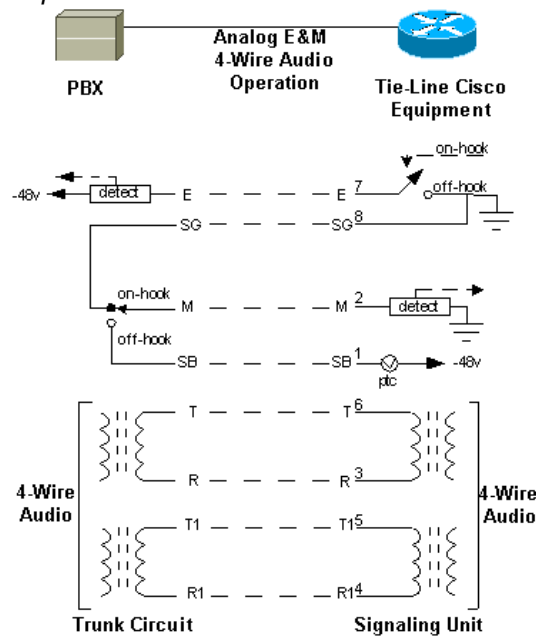 Analog E&M
4-Wire Audio
Operation
PBX
Tie-Line Cisco
Equipment
on-hook
-48v
detect
E
E 7
off-hook
SG
SG 8
on-hook
M
M 2
detect
off-hook
SB
SB 1
-48v
ptc
T
T 6
4-Wire
Audio
R
R 3
4-Wire
Audio
T1
T1 5
R1
R1 4
Trunk Circuit
Signaling Unit